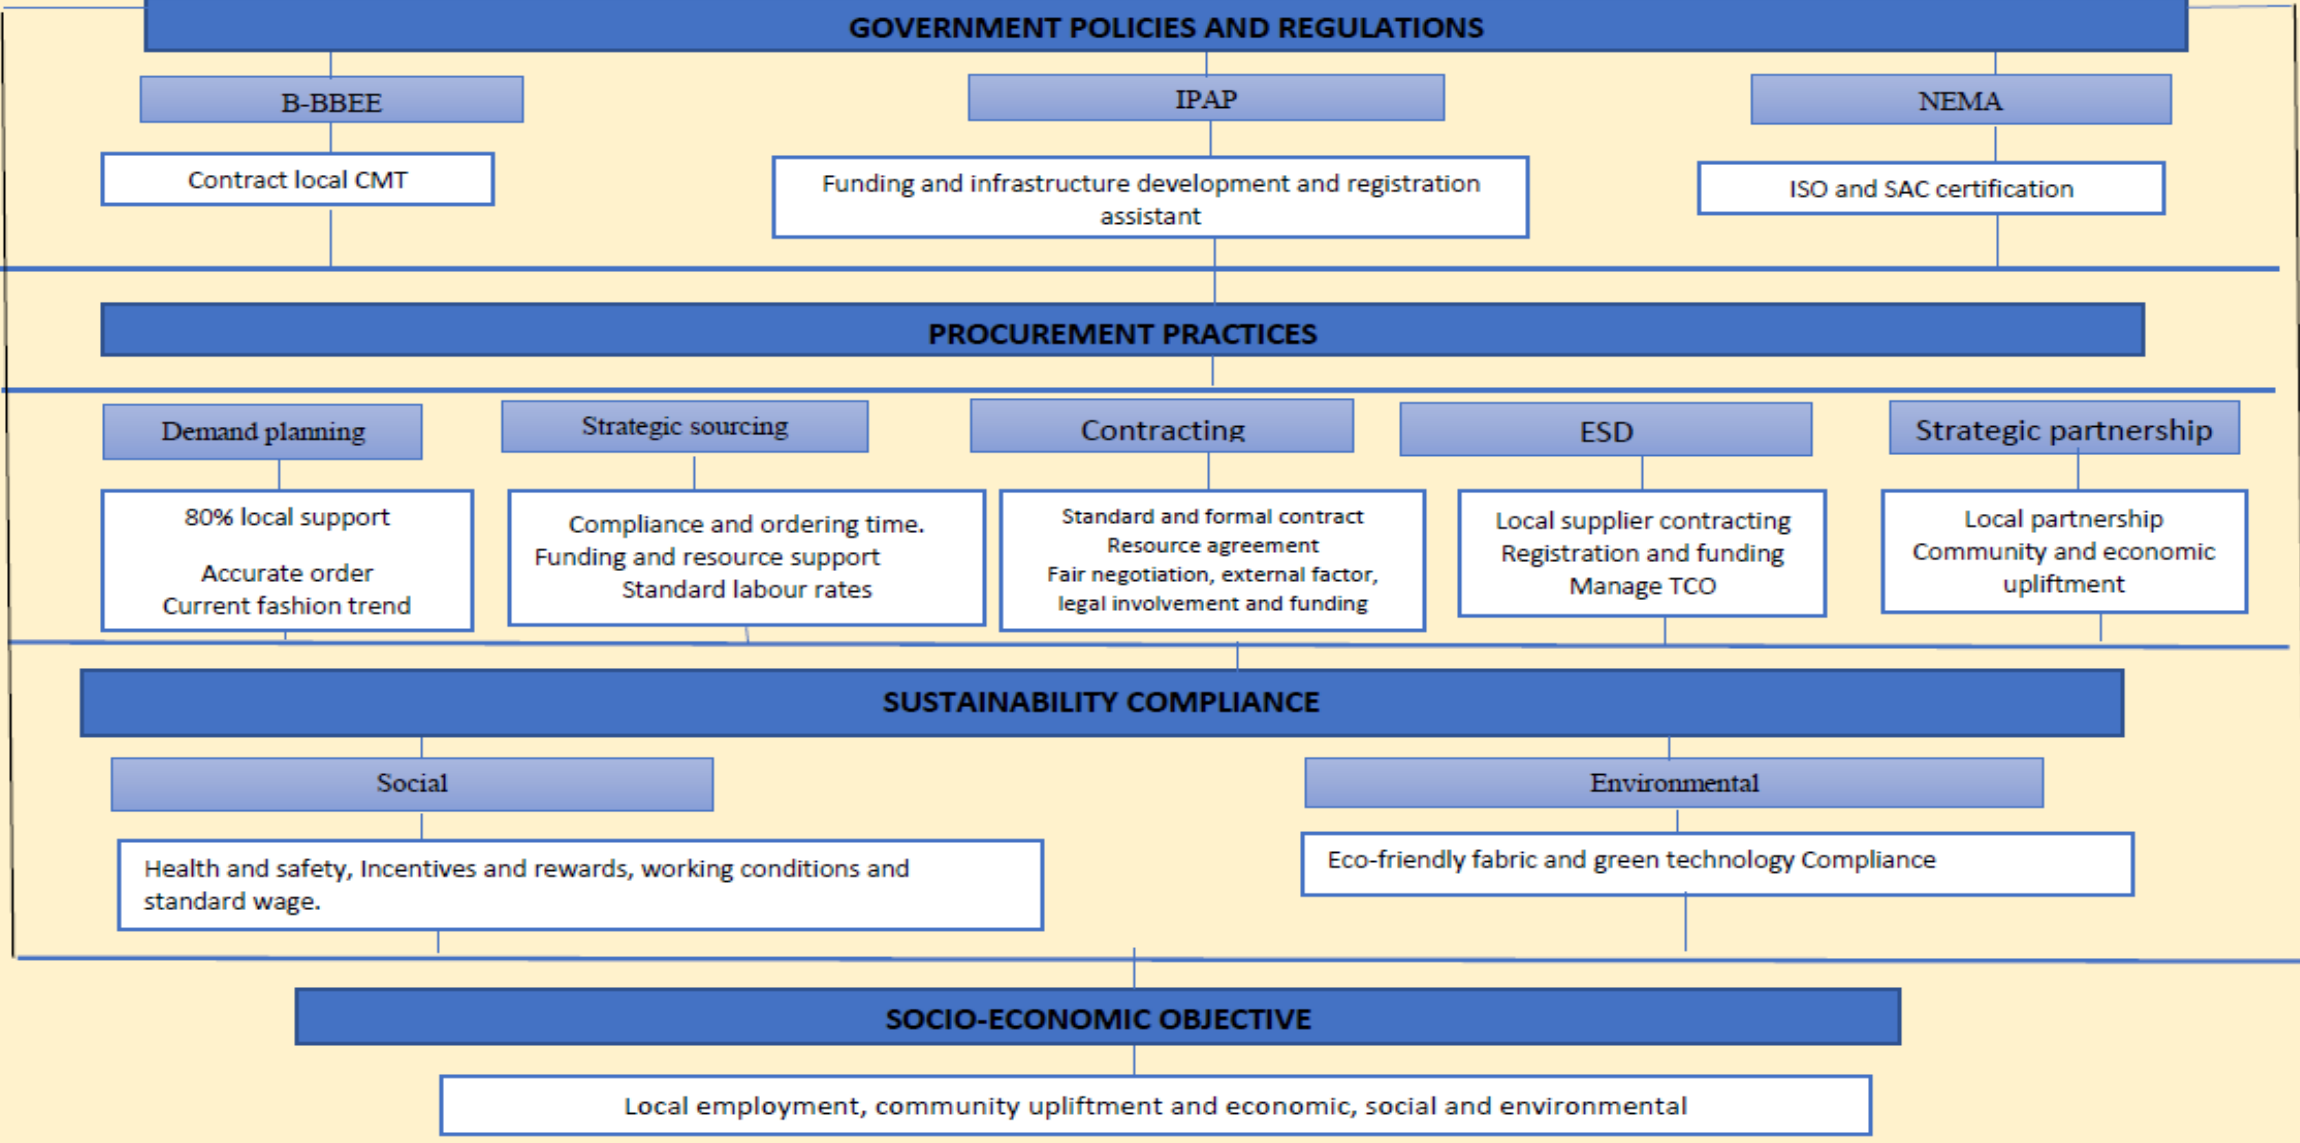 GOVERNMENT POLICIES AND REGULATIONS
B-BBEE
IPAP
NEMA
Contract local CMT
Funding and infrastructure development and registration
assistant
ISO and SAC certification
PROCUREMENT PRACTICES
Demand planning
Strategic sourcing
Contracting
ESD
Strategic partnership
80% local support
Accurate order
Current fashion trend
Compliance and ordering time.
Funding and resource support
Standard labour rates
Standard and formal contract
Resource agreement
Fair negotiation, external factor,
legal involvement and funding
Local supplier contracting
Registration and funding
Manage TCO
Local partnership
Community and economic
upliftment
SUSTAINABILITY COMPLIANCE
Social
Environmental
Health and safety, Incentives and rewards, working conditions and
standard wage.
Eco-friendly fabric and green technology Compliance
SOCIO-ECONOMIC OBJECTIVE
Local employment, community upliftment and economic, social and environmental